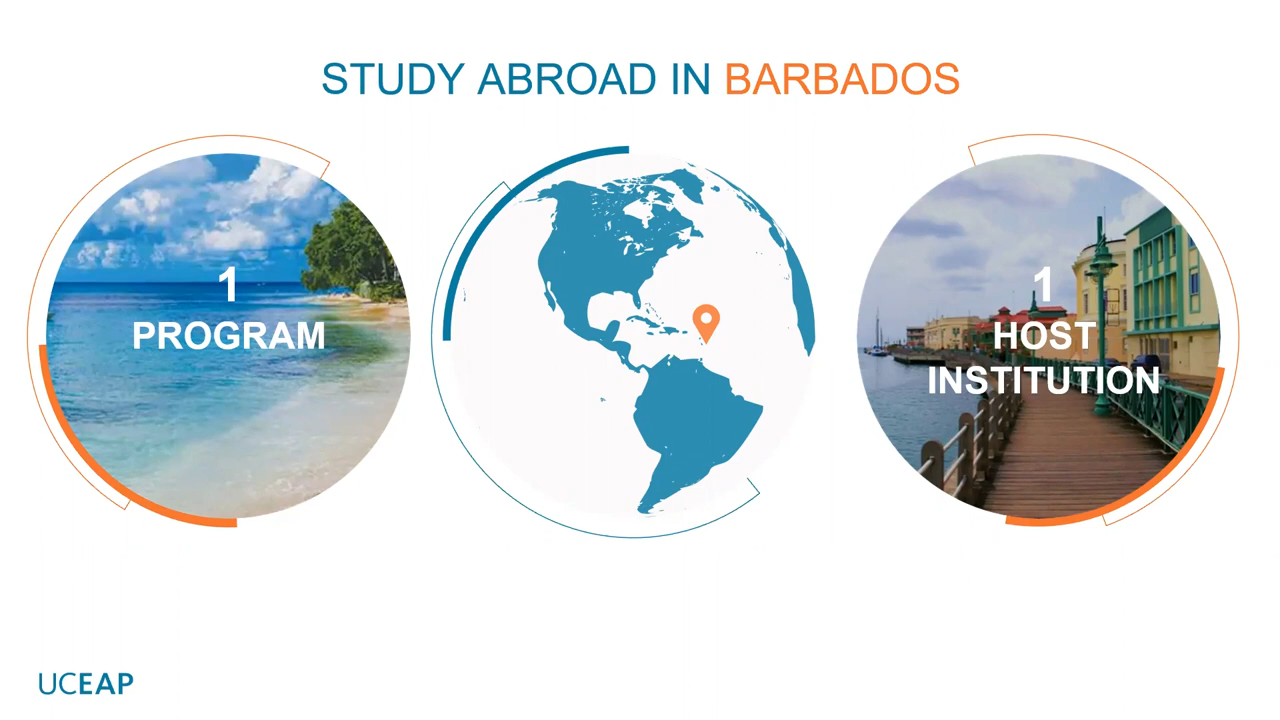 STUDY ABROAD IN BARBADOS
1
PROGRAM
1
HOST
INSTITUTION
UCEAP